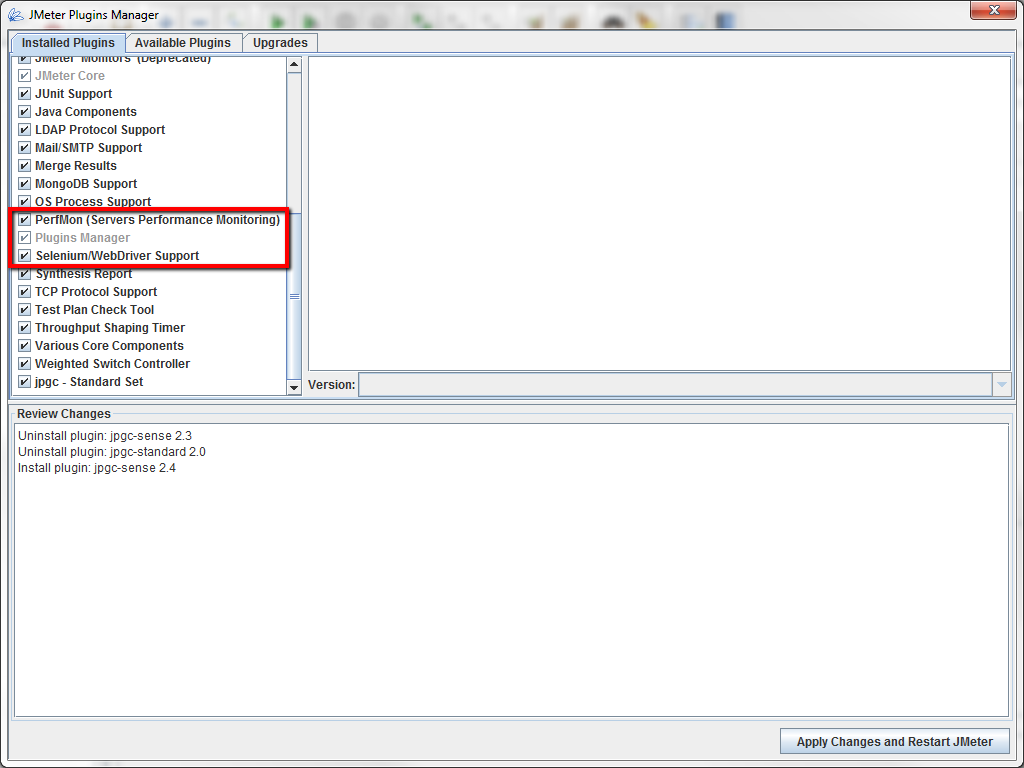 JMeter Plugins Manager
Installed Plugins Available Plugins Upgrades
JMeter Monitors (Deprecated)
JMeter Core
JUnit Support
Java Components
LDAP Protocol Support
Mail/SMTP Support
Merge Results
MongoDB Support
OS Process Support
PerfMon (Servers Performance Monitoring)
Plugins Manager
Selenium/WebDriver Support
Synthesis Report
TCP Protocol Support
Test Plan Check Tool
Throughput Shaping Timer
Various Core Components
Weighted Switch Controller
jpgc - Standard Set
Version:
Review Changes
Uninstall plugin: jpgc-sense 2.3
Uninstall plugin: jpgc-standard 2.0
Install plugin: jpgc-sense 2.4
Apply Changes and Restart JMeter